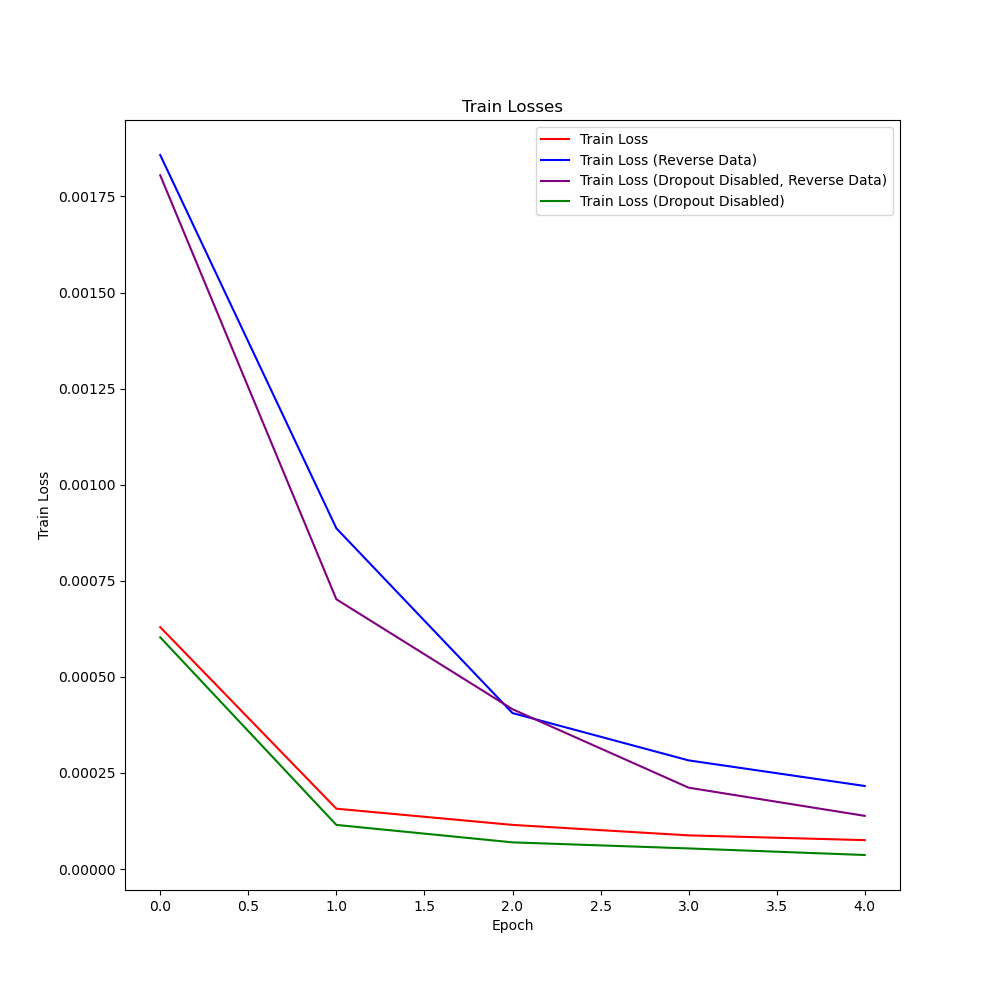 Train Losses
Train Loss
Train Loss (Reverse Data)
Train Loss (Dropout Disabled, Reverse Data)
Train Loss (Dropout Disabled)
0.00175
0.00150
0.00125
0.00100
0.00075
0.00050
0.00025
0.00000
Train Loss
0.0 0.5 1.0 1.5 2.0 2.5 3.0 3.5 4.0
Epoch